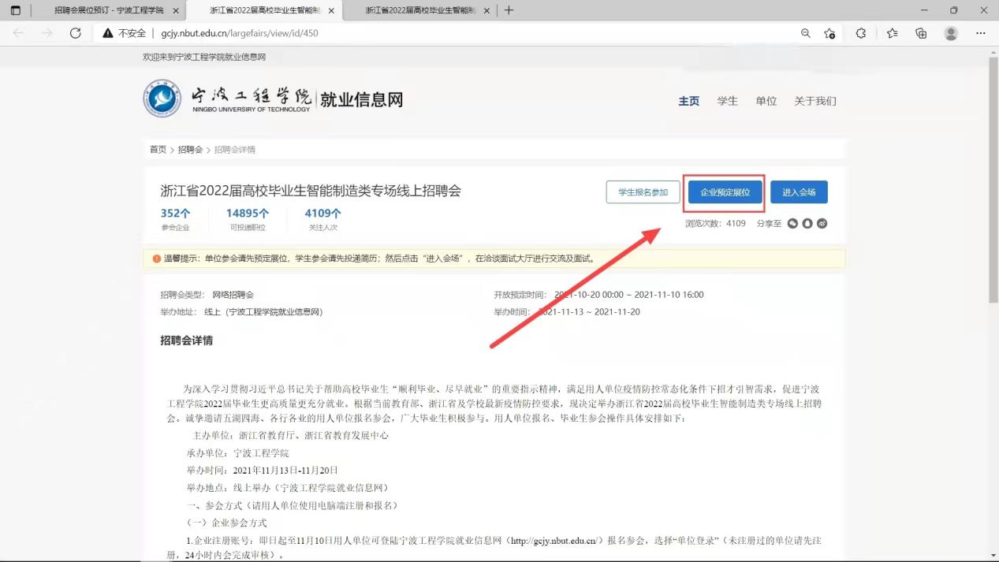 招聘会展位预订 - 宁波工程学院
浙江省2022届高校毕业生智能制
浙江省2022届高校毕业生智能制
不安全
gcjy.nbut.edu.cn/largefairs/view/id/450
欢迎来到宁波工程学院就业信息网
宁波工程学院
NINGBO UNIVERSIRY OF TECHNOLOGY
就业信息网
主页 学生 单位 关于我们
首页 > 招聘会 > 招聘会详情
浙江省2022届高校毕业生智能制造类专场线上招聘会
学生报名参加 企业预定展位 进入会场
352个 14895个 4109个
参会企业 可投递职位 关注人次
浏览次数：4109 分享至
温馨提示：单位参会请先预定展位，学生参会请先投递简历；然后点击“进入会场”，在洽谈面试大厅进行交流及面试。
招聘会类型： 网络招聘会 开放预定时间： 2021-10-20 00:00 ~ 2021-11-10 16:00
举办地址： 线上（宁波工程学院就业信息网） 举办时间： 2021-11-13 ~ 2021-11-20
招聘会详情
为深入学习贯彻习近平总书记关于帮助高校毕业生“顺利毕业、尽早就业”的重要指示精神，满足用人单位疫情防控常态化条件下招才引智需求，促进宁波
工程学院2022届毕业生更高质量更充分就业。根据当前教育部、浙江省及学校最新疫情防控要求，现决定举办浙江省2022届高校毕业生智能制造类专场线上招聘
会。诚挚邀请五湖四海、各行各业的用人单位报名参会，广大毕业生积极参与。用人单位报名、毕业生参会操作具体安排如下：
主办单位：浙江省教育厅、浙江省教育发展中心
承办单位：宁波工程学院
举办时间：2021年11月13日-11月20日
举办地点：线上举办（宁波工程学院就业信息网）
一、参会方式（请用人单位使用电脑端注册和报名）
（一）企业参会方式
1.企业注册账号：即日起至11月10日用人单位可登陆宁波工程学院就业信息网（http://gcjy.nbut.edu.cn/）报名参会，选择“单位登录”（未注册过的单位请先注
册，24小时内会完成审核）。